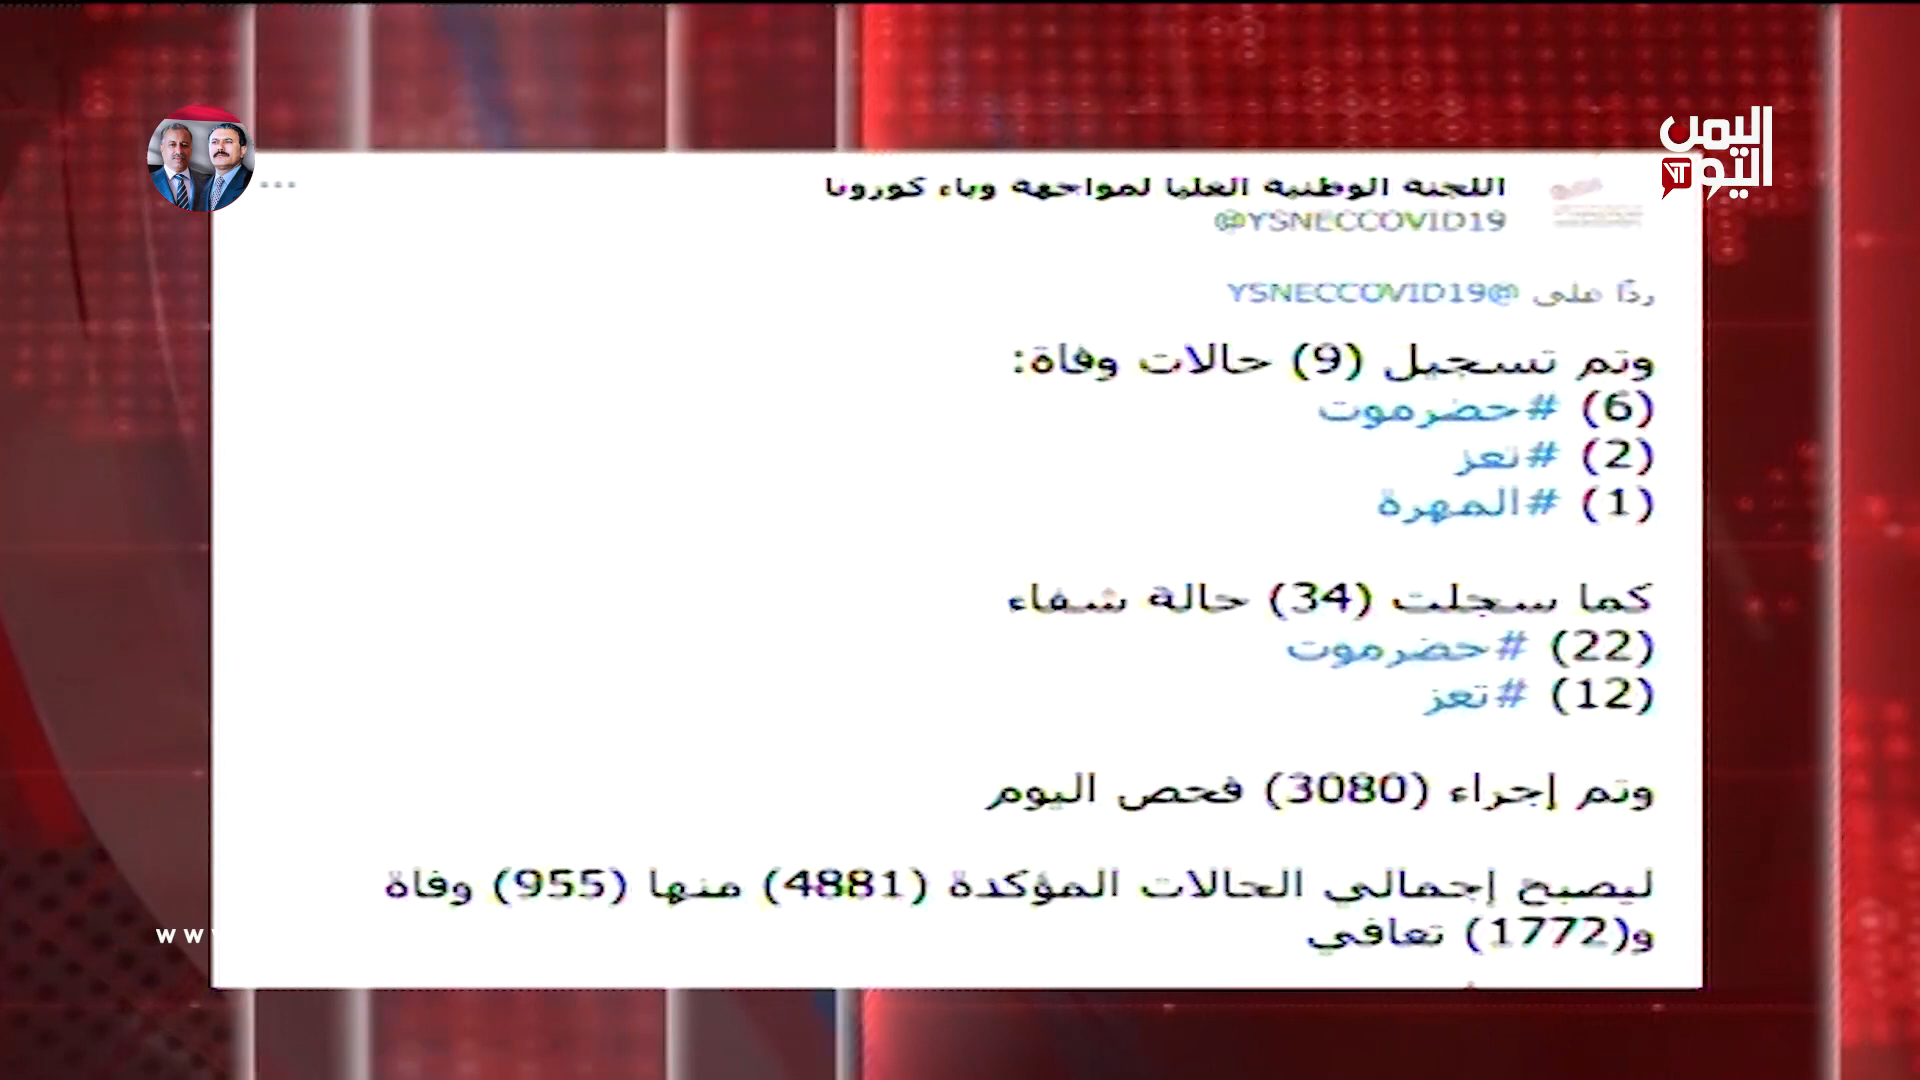 اليمن
اليوم
اللجنة الوطنية العليا لمواجهة وباء كورونا
@YSNECCOVID19
ردًا على @YSNECCOVID19
وتم تسجيل (9) حالات وفاة:
(6) #حضرموت
(2) #تعز
(1) #المهرة
كما سجلت (34) حالة شفاء
(22) #حضرموت
(12) #تعز
وتم إجراء (3080) فحص اليوم
ليصبح إجمالي الحالات المؤكدة (4881) منها (955) وفاة
و(1772) تعافي